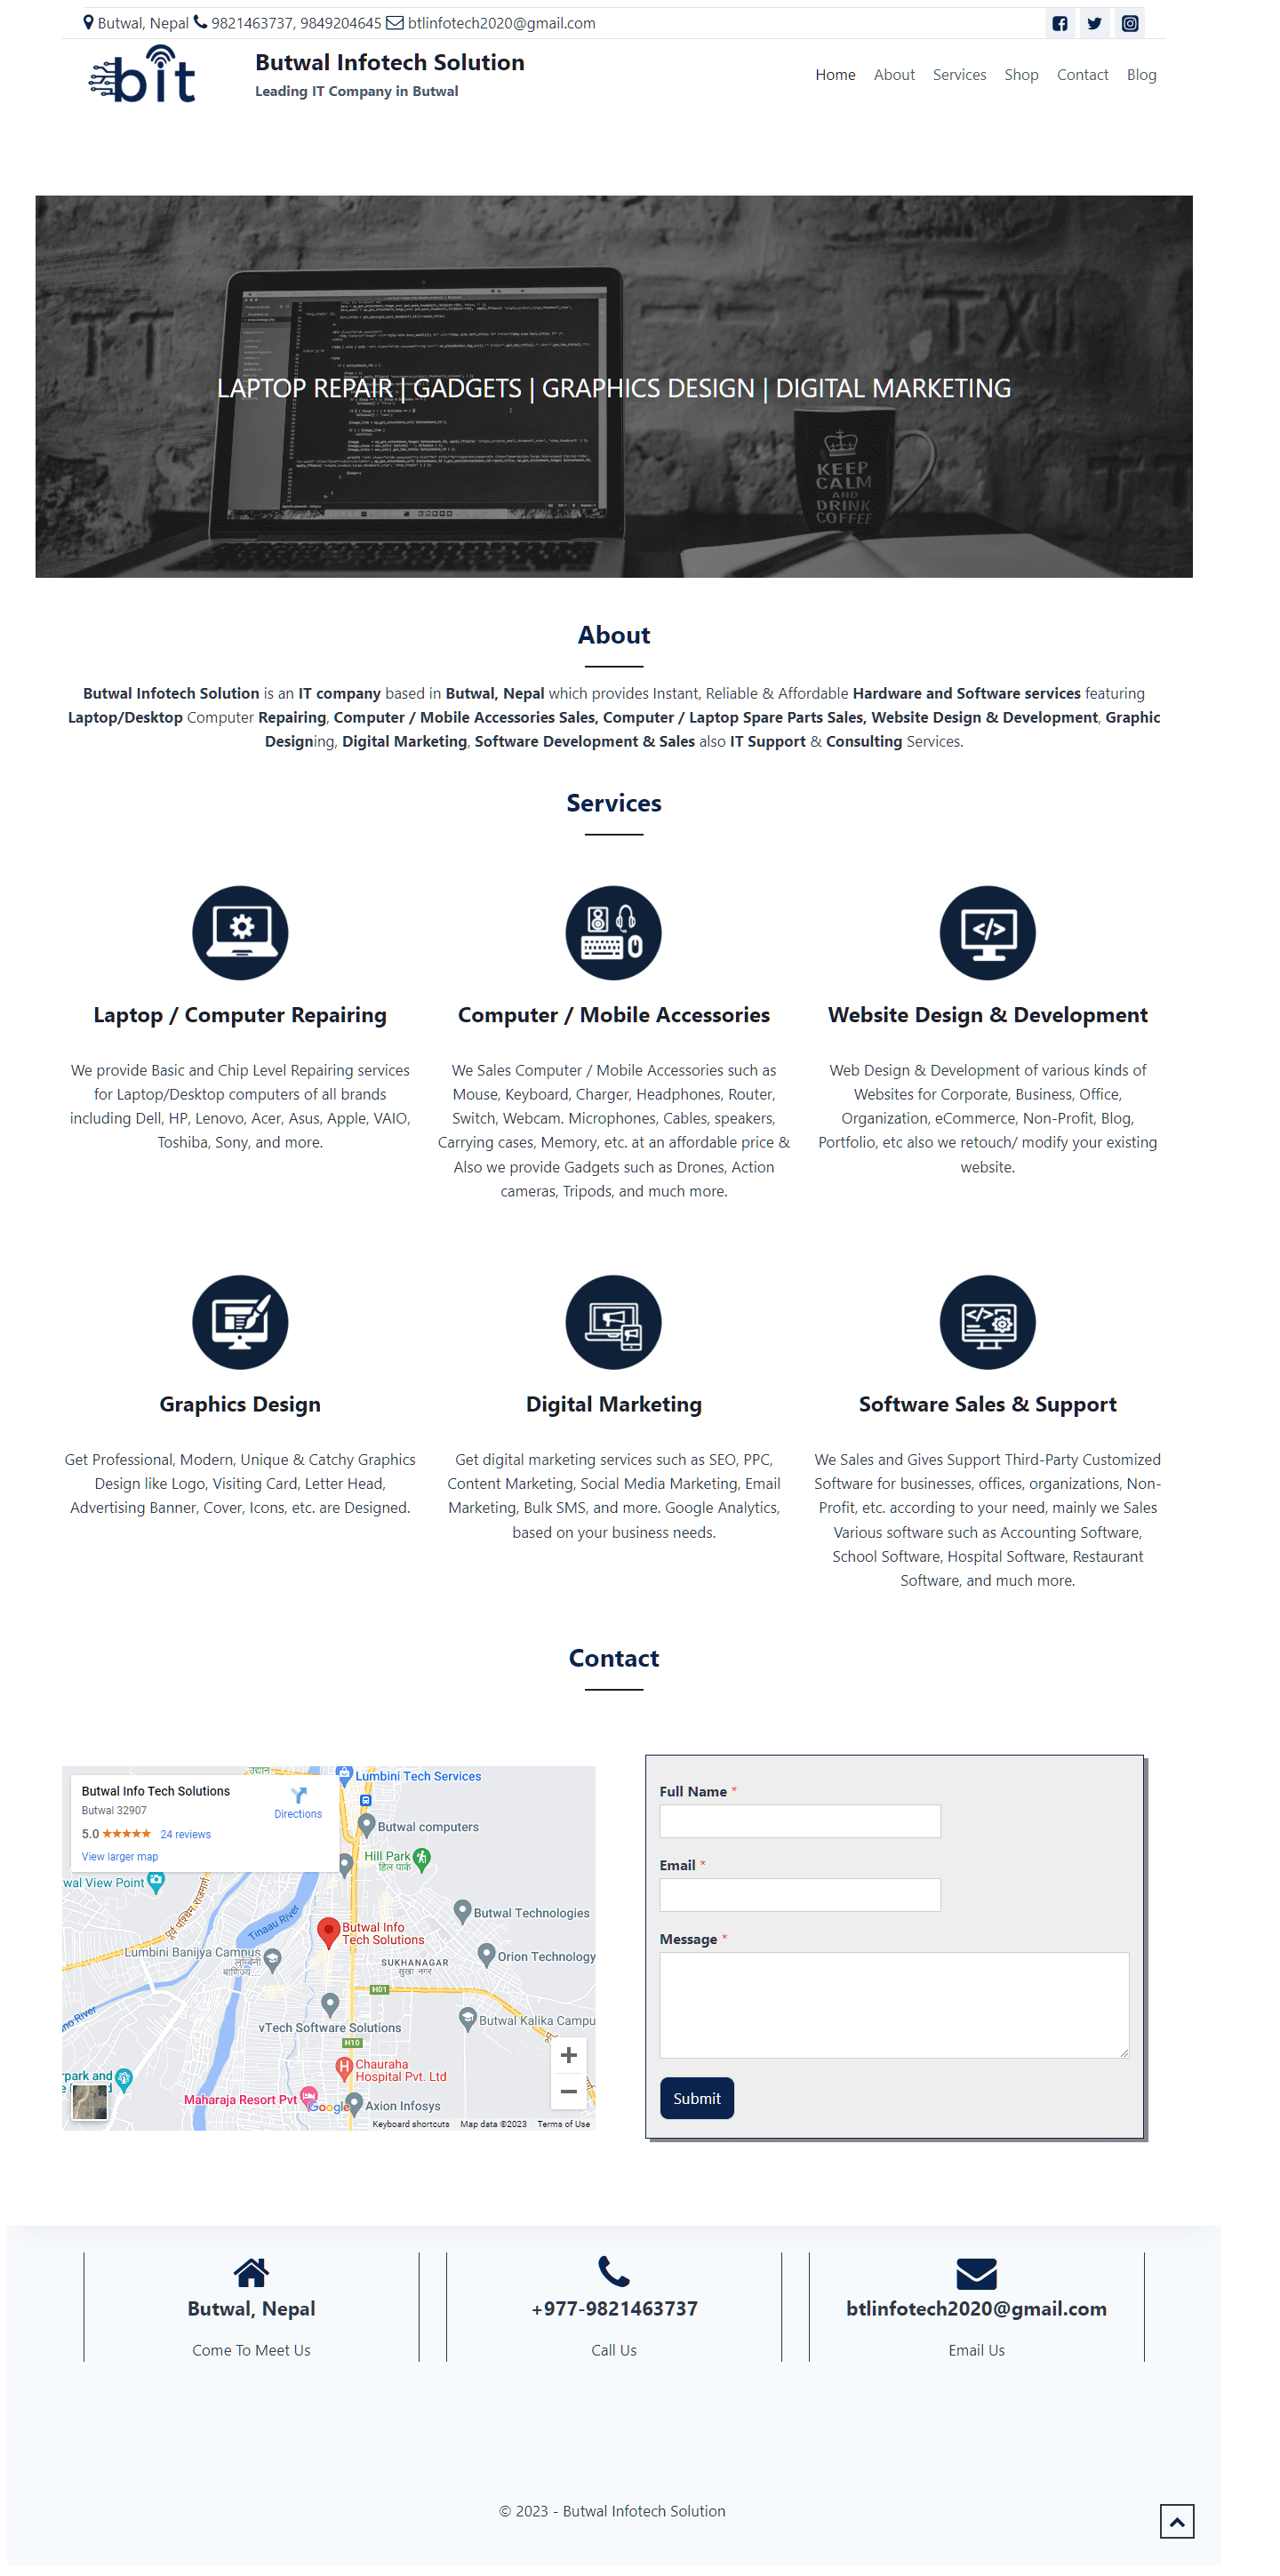 Butwal, Nepal 9821463737, 9849204645 btlinfotech2020@gmail.com
bit
Butwal Infotech Solution
Leading IT Company in Butwal
Home About Services Shop Contact Blog
LAPTOP REPAIR | GADGETS | GRAPHICS DESIGN | DIGITAL MARKETING
KEEP
CALM
AND
DRINK
COFFEE
About
Butwal Infotech Solution is an IT company based in Butwal, Nepal which provides Instant, Reliable & Affordable Hardware and Software services featuring
Laptop/Desktop Computer Repairing, Computer / Mobile Accessories Sales, Computer / Laptop Spare Parts Sales, Website Design & Development, Graphic
Designing, Digital Marketing, Software Development & Sales also IT Support & Consulting Services.
Services
Laptop / Computer Repairing
We provide Basic and Chip Level Repairing services
for Laptop/Desktop computers of all brands
including Dell, HP, Lenovo, Acer, Asus, Apple, VAIO,
Toshiba, Sony, and more.
Computer / Mobile Accessories
We Sales Computer / Mobile Accessories such as
Mouse, Keyboard, Charger, Headphones, Router,
Switch, Webcam. Microphones, Cables, speakers,
Carrying cases, Memory, etc. at an affordable price &
Also we provide Gadgets such as Drones, Action
cameras, Tripods, and much more.
Website Design & Development
Web Design & Development of various kinds of
Websites for Corporate, Business, Office,
Organization, eCommerce, Non-Profit, Blog,
Portfolio, etc also we retouch/ modify your existing
website.
Graphics Design
Get Professional, Modern, Unique & Catchy Graphics
Design like Logo, Visiting Card, Letter Head,
Advertising Banner, Cover, Icons, etc. are Designed.
Digital Marketing
Get digital marketing services such as SEO, PPC,
Content Marketing, Social Media Marketing, Email
Marketing, Bulk SMS, and more. Google Analytics,
based on your business needs.
Software Sales & Support
We Sales and Gives Support Third-Party Customized
Software for businesses, offices, organizations, Non-
Profit, etc. according to your need, mainly we Sales
Various software such as Accounting Software,
School Software, Hospital Software, Restaurant
Software, and much more.
Contact
Butwal Info Tech Solutions
Butwal 32907
5.0 ★★★★★ 24 reviews
View larger map
Directions
उद्यान
Lumbini Tech Services
Butwal computers
Hill Park
हिल पार्क
wal View Point
पूर्व पश्चिम राजमार्ग
Tinaau River
Butwal Technologies
Butwal Info
Tech Solutions
Lumbini Banijya Campus
लुम्बिनी
बाणिज्य...
Orion Technology
SUKHANAGAR
सुखा नगर
H01
no River
vTech Software Solutions
Butwal Kalika Campu
H10
Chauraha
Hospital Pvt. Ltd
rpark and
Maharaja Resort Pvt
Google
Axion Infosys
Keyboard shortcuts Map data ©2023 Terms of Use
Full Name *
Email *
Message *
Submit
Butwal, Nepal
Come To Meet Us
+977-9821463737
Call Us
btlinfotech2020@gmail.com
Email Us
© 2023 - Butwal Infotech Solution